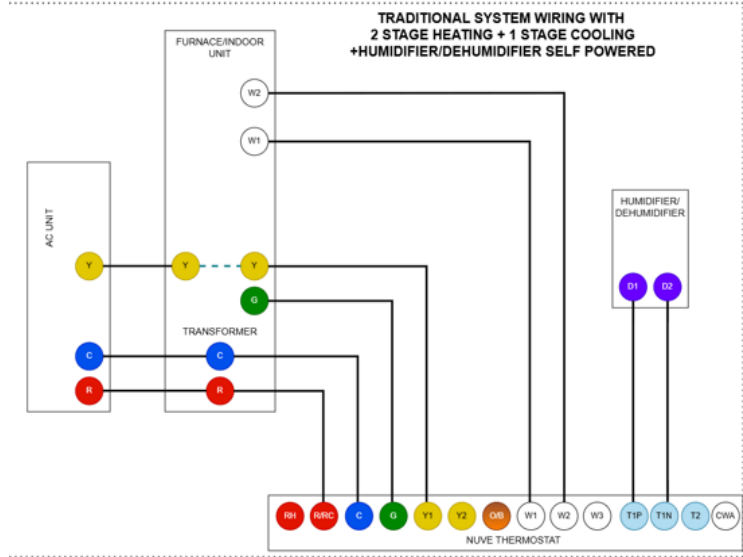 TRADITIONAL SYSTEM WIRING WITH
2 STAGE HEATING + 1 STAGE COOLING
+HUMIDIFIER/DEHUMIDIFIER SELF POWERED
FURNACE/INDOOR
UNIT
W2
W1
AC UNIT
HUMIDIFIER/
DEHUMIDIFIER
Y
Y
Y
D1
D2
G
TRANSFORMER
C
C
R
R
RH
R/RC
C
G
Y1
Y2
O/B
W1
W2
W3
T1P
T1N
T2
CWA
NUVE THERMOSTAT